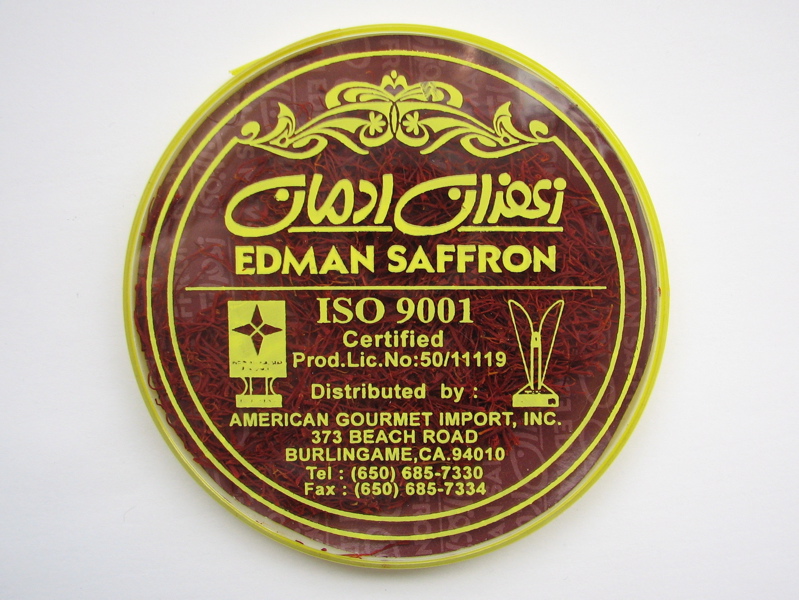 زعفران ادمان
EDMAN SAFFRON
ISO 9001
Certified
Prod.Lic.No:50/11119
Distributed by :
AMERICAN GOURMET IMPORT, INC.
373 BEACH ROAD
BURLINGAME,CA.94010
Tel : (650) 685-7330
Fax : (650) 685-7334